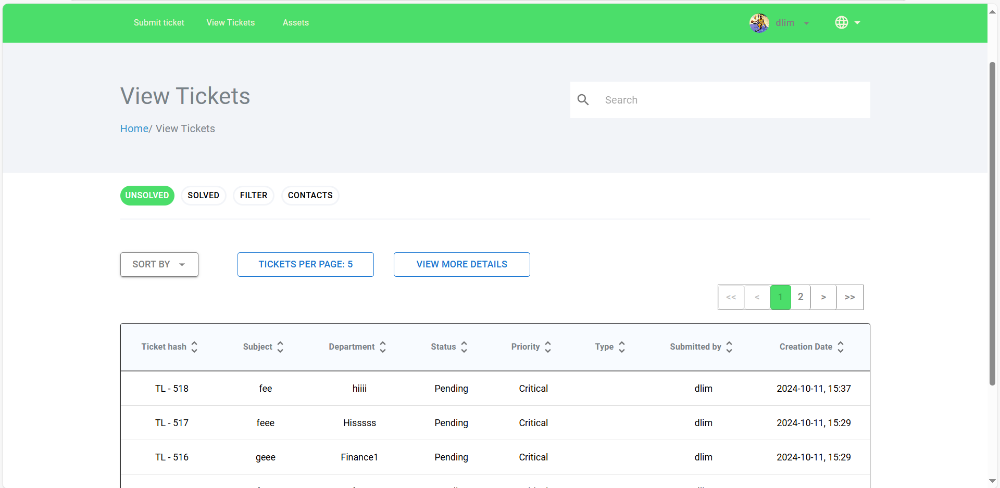 Submit ticket View Tickets Assets dlim
View Tickets
Search
Home/ View Tickets
UNSOLVED SOLVED FILTER CONTACTS
SORT BY TICKETS PER PAGE: 5 VIEW MORE DETAILS
<< < 1 2 > >>
Ticket hash Subject Department Status Priority Type Submitted by Creation Date
TL - 518 fee hiiii Pending Critical dlim 2024-10-11, 15:37
TL - 517 feee Hisssss Pending Critical dlim 2024-10-11, 15:29
TL - 516 geee Finance1 Pending Critical dlim 2024-10-11, 15:29